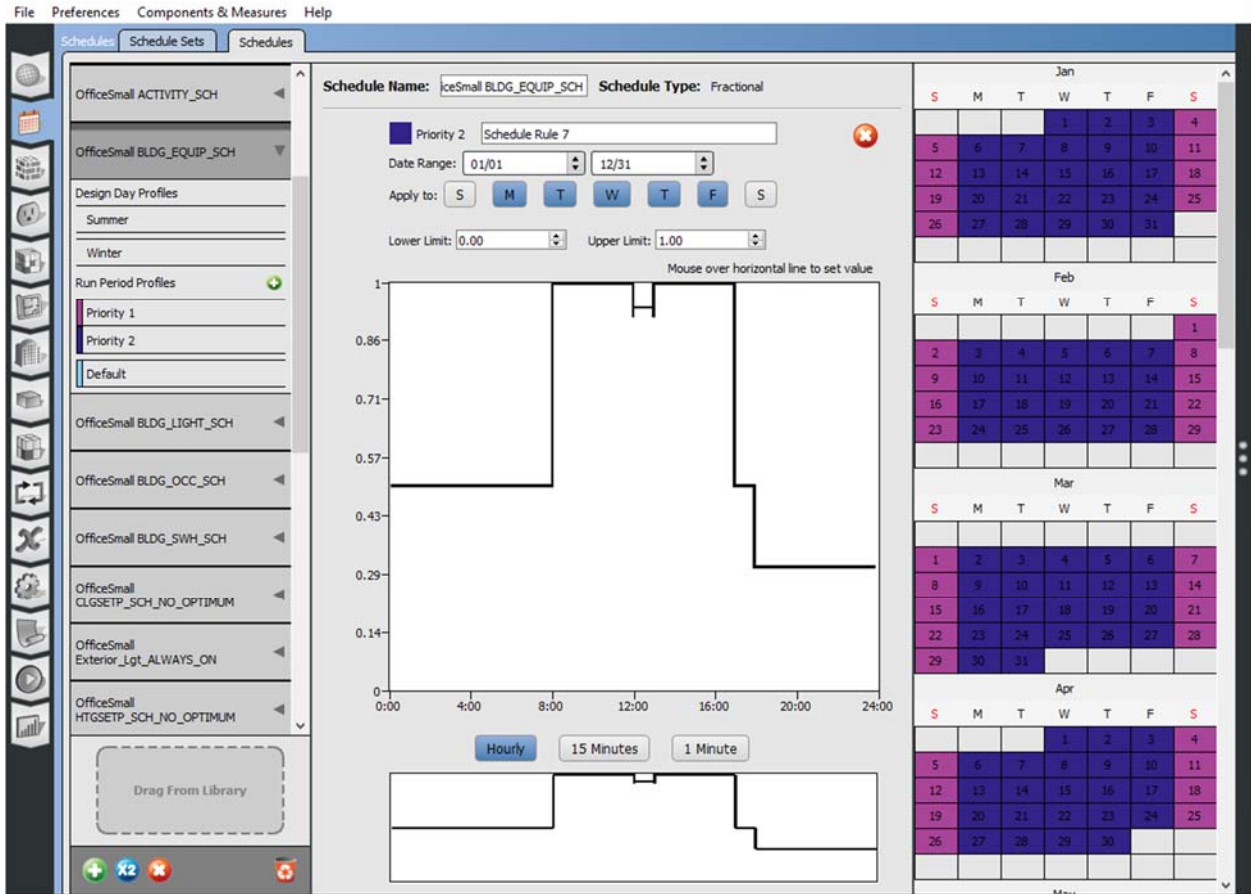 File Preferences Components & Measures Help
Schedules Schedule Sets Schedules
OfficeSmall ACTIVITY_SCH
OfficeSmall BLDG_EQUIP_SCH
Design Day Profiles
Summer
Winter
Run Period Profiles
Priority 1
Priority 2
Default
OfficeSmall BLDG_LIGHT_SCH
OfficeSmall BLDG_OCC_SCH
OfficeSmall BLDG_SWH_SCH
OfficeSmall
CLGSETP_SCH_NO_OPTIMUM
OfficeSmall
Exterior_Lgt_ALWAYS_ON
OfficeSmall
HTGSETP_SCH_NO_OPTIMUM
Drag From Library
X2
Schedule Name: iceSmall BLDG_EQUIP_SCH Schedule Type: Fractional
Priority 2 Schedule Rule 7
Date Range: 01/01 12/31
Apply to: S M T W T F S
Lower Limit: 0.00 Upper Limit: 1.00
Mouse over horizontal line to set value
1
0.86
0.71
0.57
0.43
0.29
0.14
0
0:00 4:00 8:00 12:00 16:00 20:00 24:00
Hourly 15 Minutes 1 Minute
Jan
S M T W T F S
1 2 3 4
5 6 7 8 9 10 11
12 13 14 15 16 17 18
19 20 21 22 23 24 25
26 27 28 29 30 31
Feb
S M T W T F S
1
2 3 4 5 6 7 8
9 10 11 12 13 14 15
16 17 18 19 20 21 22
23 24 25 26 27 28 29
Mar
S M T W T F S
1 2 3 4 5 6 7
8 9 10 11 12 13 14
15 16 17 18 19 20 21
22 23 24 25 26 27 28
29 30 31
Apr
S M T W T F S
1 2 3 4
5 6 7 8 9 10 11
12 13 14 15 16 17 18
19 20 21 22 23 24 25
26 27 28 29 30